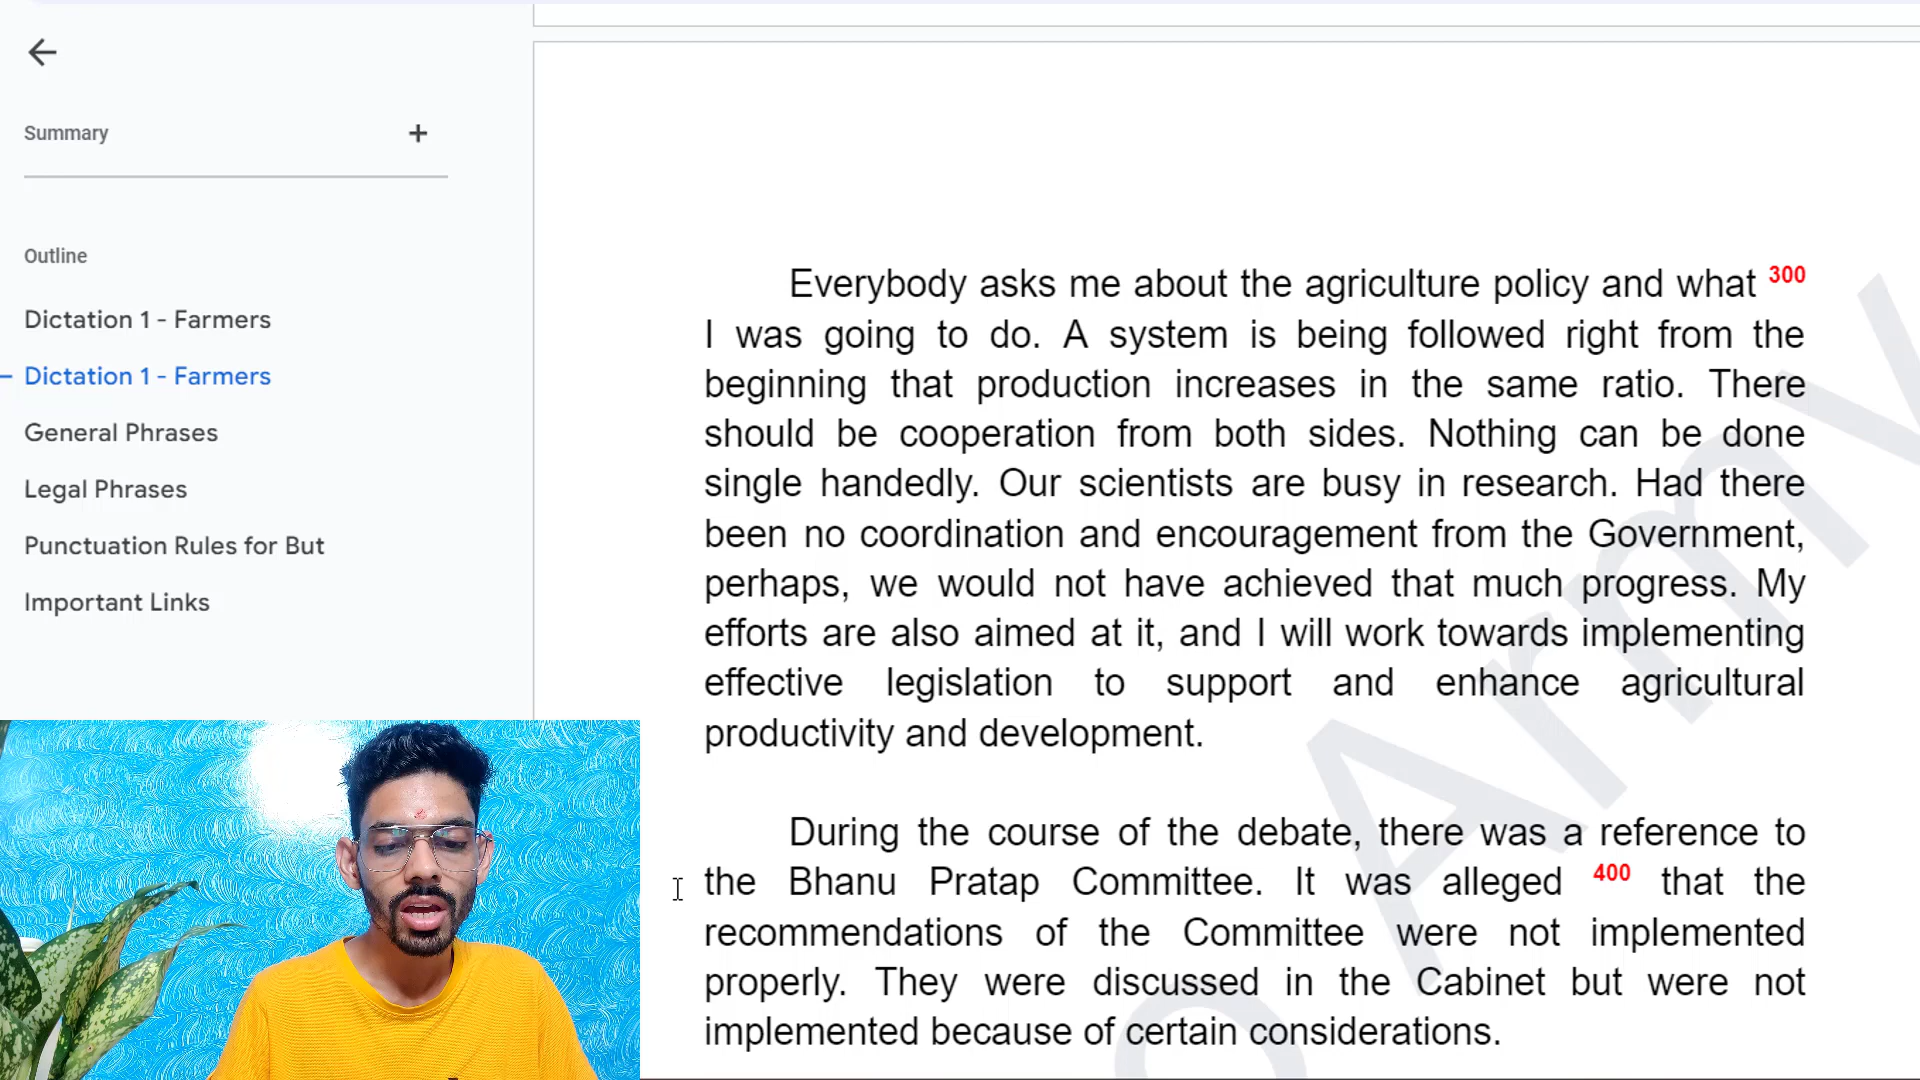 Summary
Outline
Dictation 1 - Farmers
Dictation 1 - Farmers
General Phrases
Legal Phrases
Punctuation Rules for But
Important Links
Everybody asks me about the agriculture policy and what 300
I was going to do. A system is being followed right from the
beginning that production increases in the same ratio. There
should be cooperation from both sides. Nothing can be done
single handedly. Our scientists are busy in research. Had there
been no coordination and encouragement from the Government,
perhaps, we would not have achieved that much progress. My
efforts are also aimed at it, and I will work towards implementing
effective legislation to support and enhance agricultural
productivity and development.
During the course of the debate, there was a reference to
the Bhanu Pratap Committee. It was alleged 400 that the
recommendations of the Committee were not implemented
properly. They were discussed in the Cabinet but were not
implemented because of certain considerations.
Army